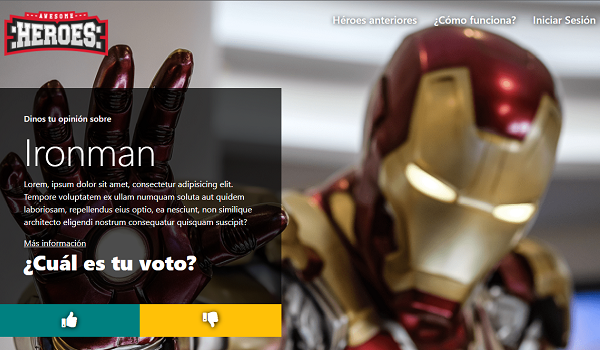 AWESOME
HEROES
Héroes anteriores
¿Cómo funciona?
Iniciar Sesión
Dinos tu opinión sobre
Ironman
Lorem, ipsum dolor sit amet, consectetur adipisicing elit.
Tempore voluptatem ex ullam numquam soluta aut quidem
laboriosam, repellendus eius optio, ea nesciunt, non similique
architecto eligendi nostrum consequatur quisquam suscipit?
Más información
¿Cuál es tu voto?